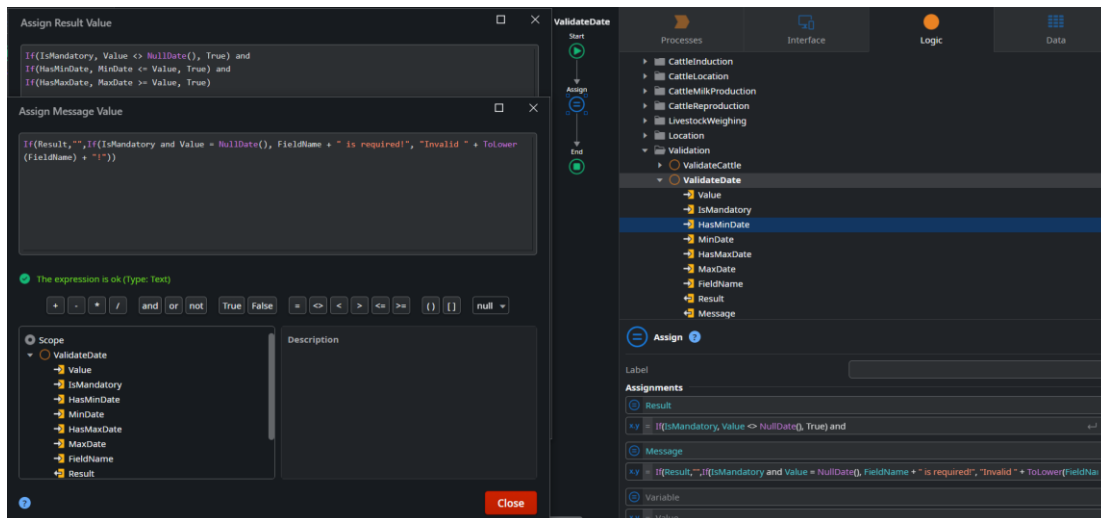 Assign Result Value
If(IsMandatory, Value <> NullDate(), True) and
If(HasMinDate, MinDate <= Value, True) and
If(HasMaxDate, MaxDate >= Value, True)
Assign Message Value
If(Result,"",If(IsMandatory and Value = NullDate(), FieldName + " is required!", "Invalid " + ToLower
(FieldName) + "!"))
The expression is ok (Type: Text)
+ - * / and or not True False = <> < > <= >= () [] null
Scope
ValidateDate
Value
IsMandatory
HasMinDate
MinDate
HasMaxDate
MaxDate
FieldName
Result
Description
? Close
ValidateDate
Start
Assign
End
Processes Interface Logic Data
CattleInduction
CattleLocation
CattleMilkProduction
CattleReproduction
LivestockWeighing
Location
Validation
ValidateCattle
ValidateDate
Value
IsMandatory
HasMinDate
MinDate
HasMaxDate
MaxDate
FieldName
Result
Message
Assign ?
Label
Assignments
Result
x.y = If(IsMandatory, Value <> NullDate(), True) and
Message
x.y = If(Result,"",If(IsMandatory and Value = NullDate(), FieldName + " is required!", "Invalid " + ToLower(FieldNa
Variable
x.y = Value